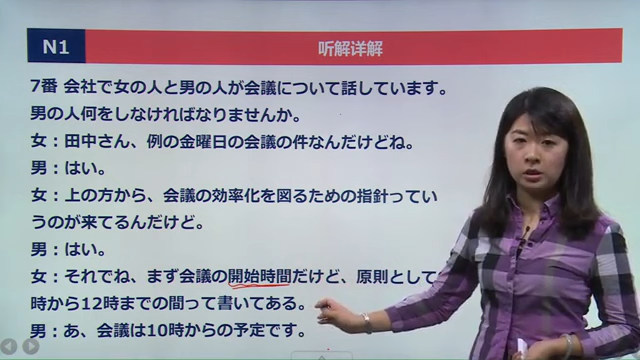 N1 听解详解
7番 会社で女の人と男の人が会議について話しています。
男の人何をしなければなりませんか。
女：田中さん、例の金曜日の会議の件なんだけどね。
男：はい。
女：上の方から、会議の効率化を図るための指針ってい
うのが来てるんだけど。
男：はい。
女：それでね、まず会議の開始時間だけど、原則として
時から12時までの間って書いてある。
男：あ、会議は10時からの予定です。